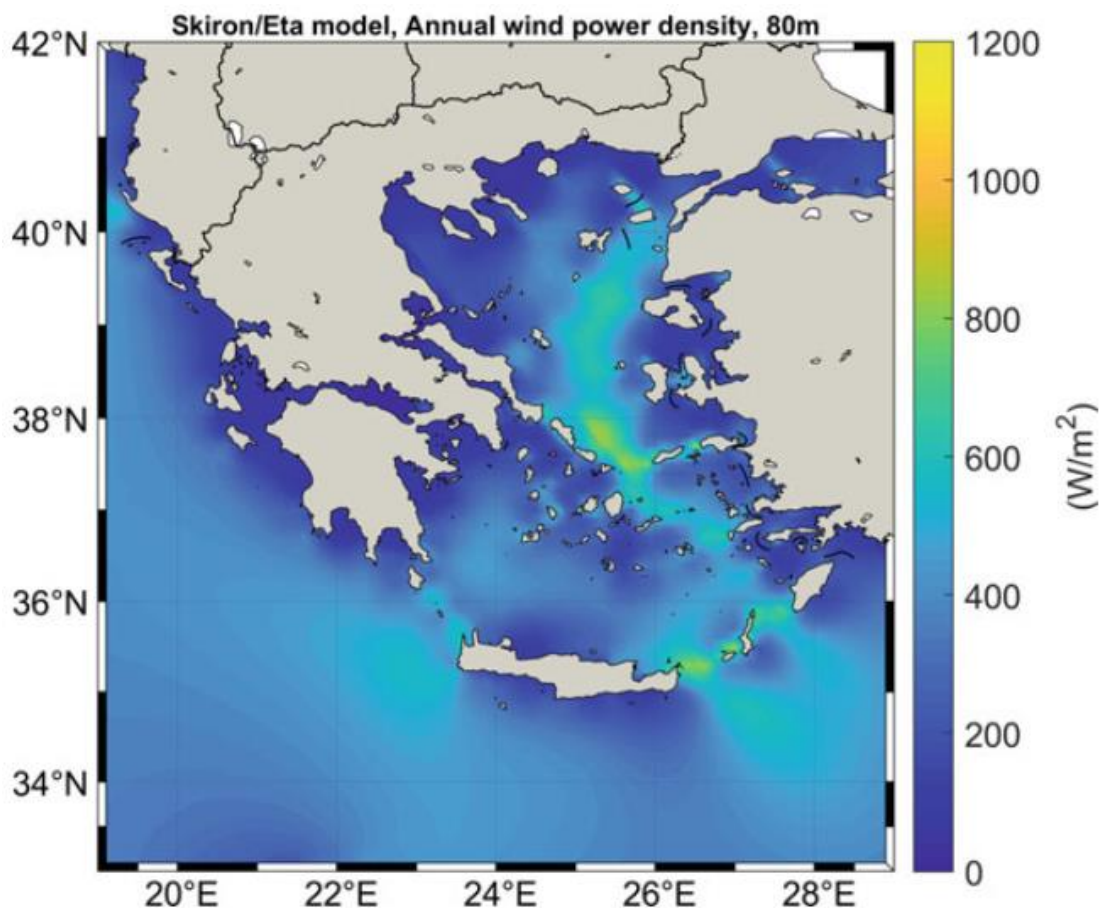 Skiron/Eta model, Annual wind power density, 80m
42°N
40°N
38°N
36°N
34°N
20°E
22°E
24°E
26°E
28°E
1200
1000
800
600
400
200
0
(W/m²)